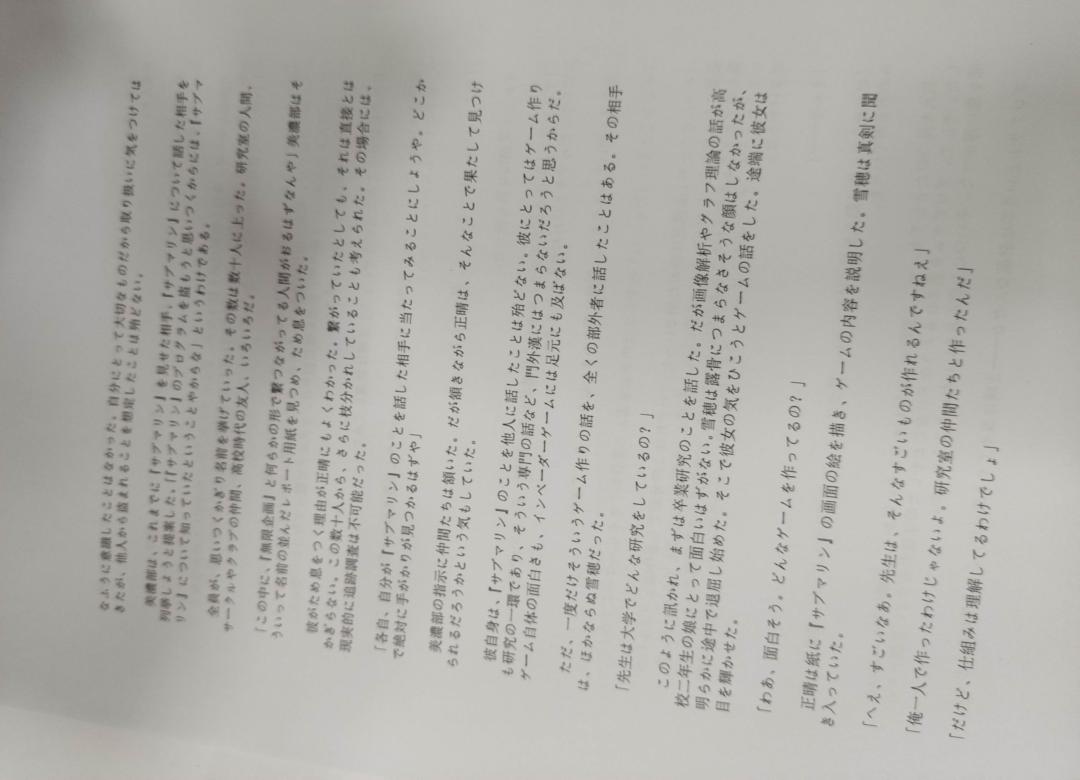 なふうに意識したことはなかった。自分にとって大切なものだから取り扱いに気をつけては
きたが、他人から盗まれることを想定したことは殆どない。
美濃部は、これまでに『サブマリン』を見せた相手、『サブマリン』について話した相手を
列挙しようと提案した。「『サブマリン』のプログラムを盗もうと思いつくからには、『サブマ
リン』について知っていたということやからな」というわけである。
全員が、思いつくかぎり名前を挙げていった。その数は数十人に上った。研究室の人間、
サークルやクラブの仲間、高校時代の友人、いろいろだ。
「この中に、『無限企画』と何らかの形で繋つながってる人間が杉るはずなんや」美濃部はそ
ういって名前の並んだレポート用紙を見つめ、ため息をついた。
彼がため息をつく理由が正晴にもよくわかった。繋がっていたとしても、それは直接とは
かぎらない。この数十人から、さらに枝分かれしていることも考えられた。その場合には、
現実的に追跡調査は不可能だった。
「各自、自分が『サブマリン』のことを話した相手に当たってみることにしようや。どこか
で絶対に手がかりが見つかるはずや」
美濃部の指示に仲間たちは頷いた。だが頷きながら正晴は、そんなことで果たして見つけ
られるだろうかという気もしていた。
彼自身は、『サブマリン』のことを他人に話したことは殆どない。彼にとってはゲーム作り
も研究の一環であり、そういう専門の話など、門外漢にはつまらないだろうと思うからだ。
ゲーム自体の面白さも、インベーダーゲームには足元にも及ばない。
ただ、一度だけそういうゲーム作りの話を、全くの部外者に話したことはある。その相手
は、ほかならぬ雪穂だった。
「先生は大学でどんな研究をしているの？」
このように訊かれ、まずは卒業研究のことを話した。だが画像解析やグラフ理論の話が高
校二年生の娘にとって面白いはずがない。雪穂は露骨につまらなさそうな顔はしなかったが、
明らかに途中で退屈し始めた。そこで彼女の気をひこうとゲームの話をした。途端に彼女は
目を輝かせた。
「わあ、面白そう。どんなゲームを作ってるの？」
正晴は紙に『サブマリン』の画面の絵を描き、ゲームの内容を説明した。雪穂は真剣に聞
き入っていた。
「へえ、すごいなあ。先生は、そんなすごいものが作れるんですねえ」
「俺一人で作ったわけじゃないよ。研究室の仲間たちと作ったんだ」
「だけど、仕組みは理解してるわけでしょ」